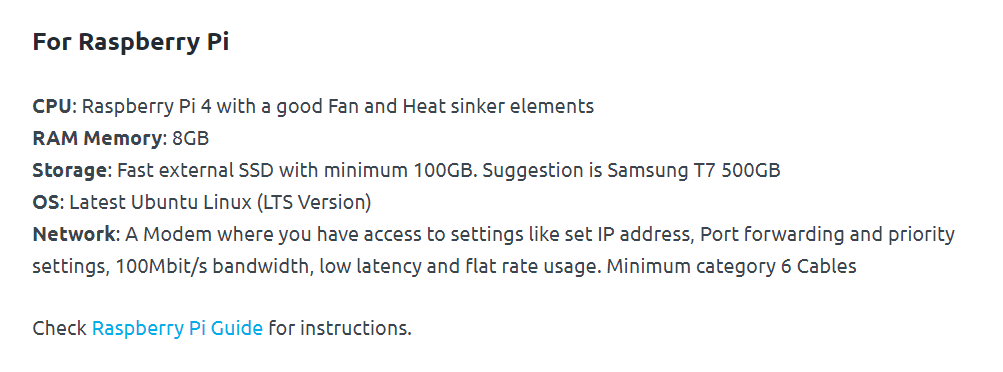 For Raspberry Pi
CPU: Raspberry Pi 4 with a good Fan and Heat sinker elements
RAM Memory: 8GB
Storage: Fast external SSD with minimum 100GB. Suggestion is Samsung T7 500GB
OS: Latest Ubuntu Linux (LTS Version)
Network: A Modem where you have access to settings like set IP address, Port forwarding and priority
settings, 100Mbit/s bandwidth, low latency and flat rate usage. Minimum category 6 Cables
Check Raspberry Pi Guide for instructions.